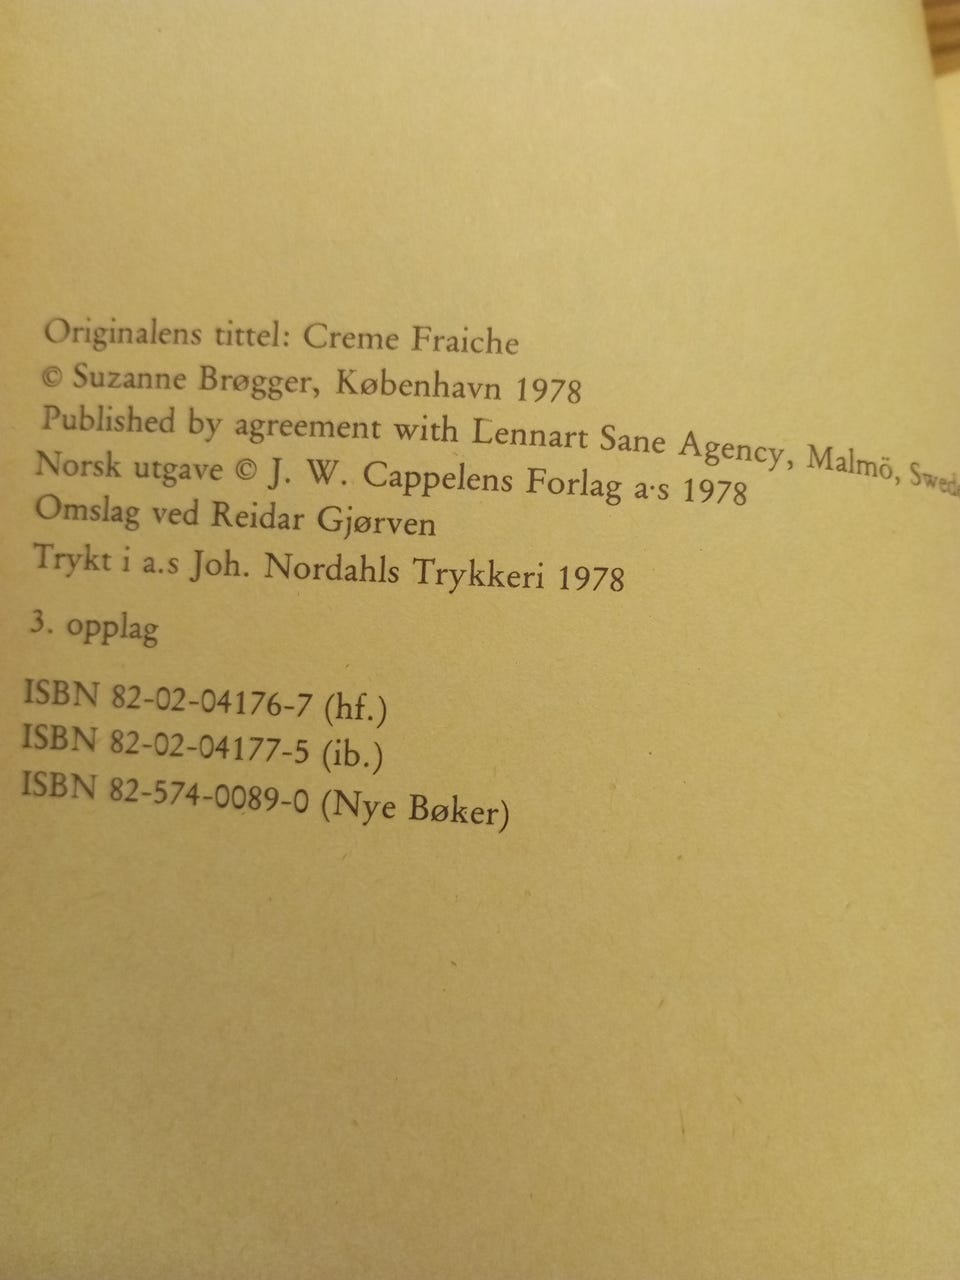 Originalens tittel: Creme Fraiche
© Suzanne Brøgger, København 1978
Published by agreement with Lennart Sane Agency, Malmö, Swede
Norsk utgave © J. W. Cappelens Forlag a·s 1978
Omslag ved Reidar Gjørven
Trykt i a.s Joh. Nordahls Trykkeri 1978
3. opplag
ISBN 82-02-04176-7 (hf.)
ISBN 82-02-04177-5 (ib.)
ISBN 82-574-0089-0 (Nye Bøker)